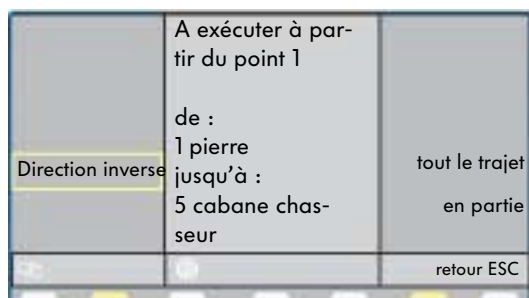 A exécuter à par-
tir du point 1
de :
1 pierre
jusqu'à :
5 cabane chas-
seur
Direction inverse
tout le trajet
en partie
retour ESC